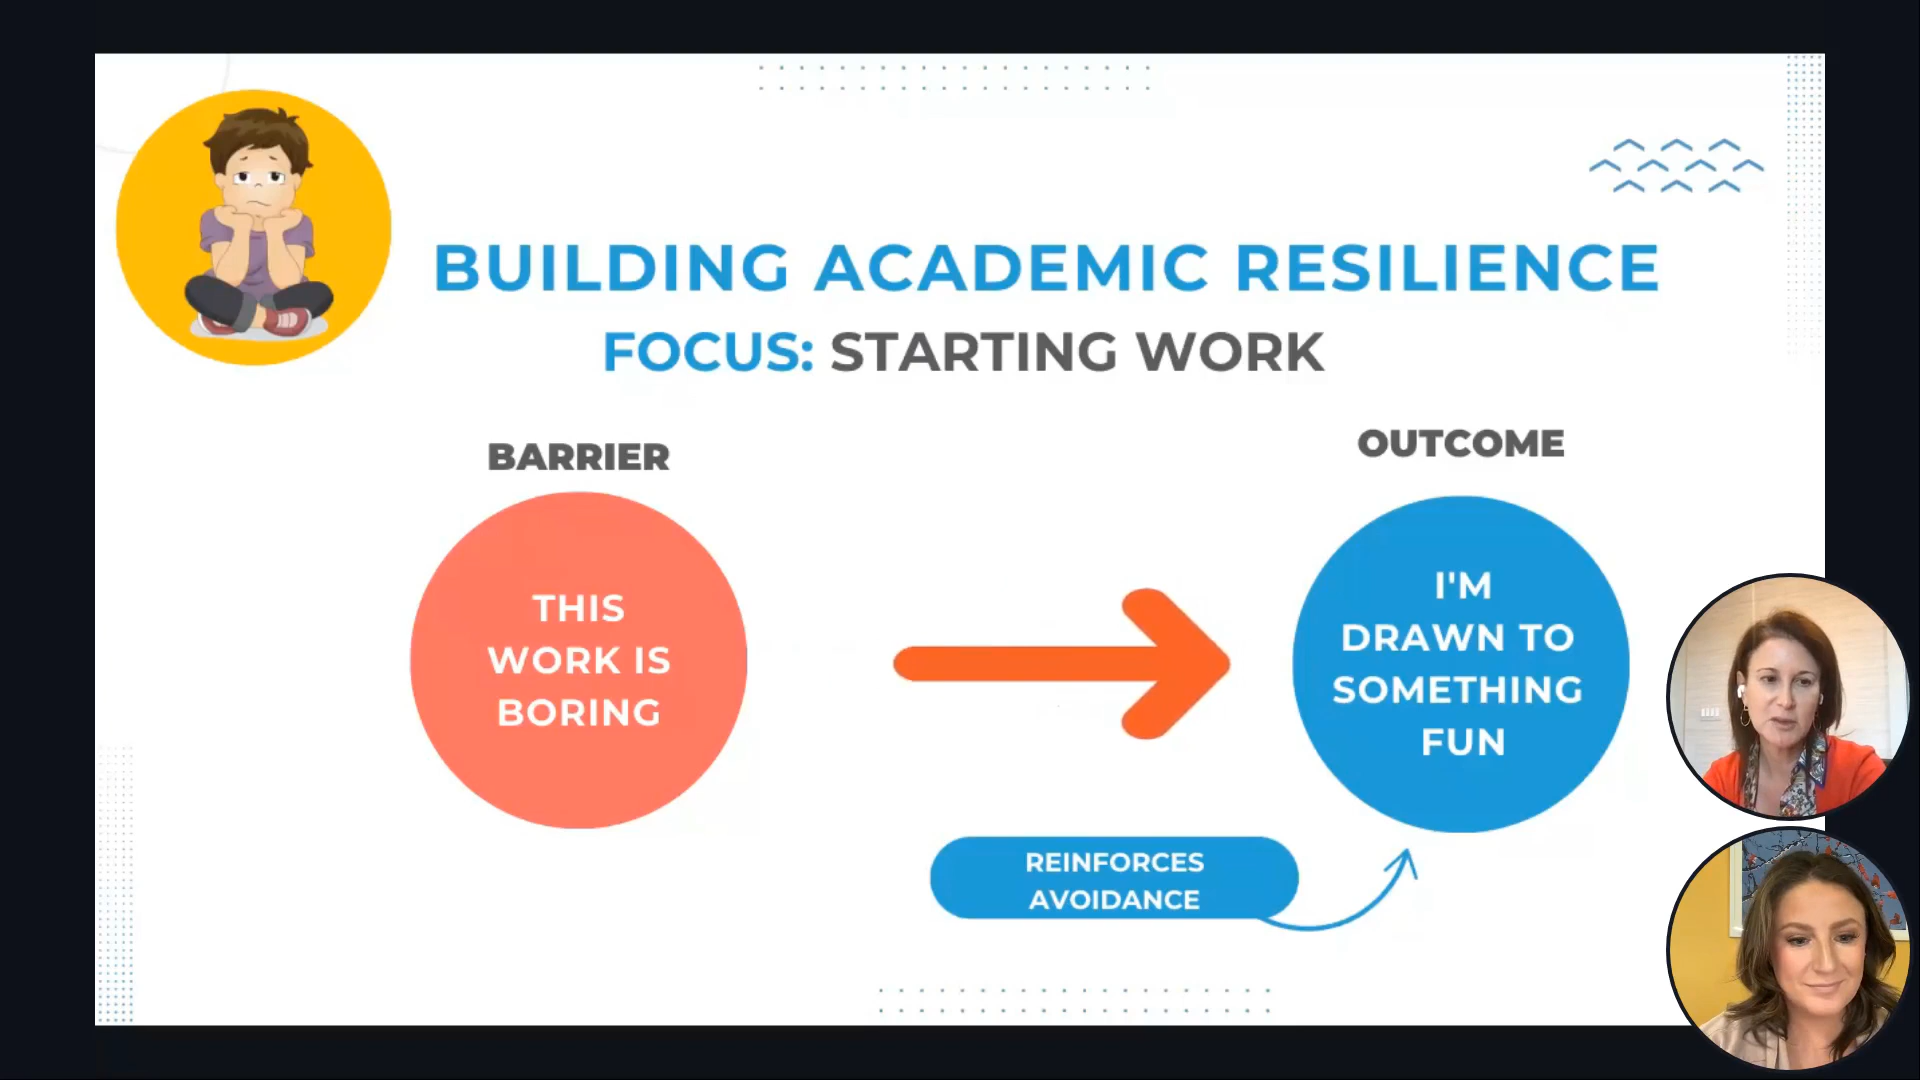 BUILDING ACADEMIC RESILIENCE
FOCUS: STARTING WORK
BARRIER
THIS
WORK IS
BORING
OUTCOME
I'M
DRAWN TO
SOMETHING
FUN
REINFORCES
AVOIDANCE